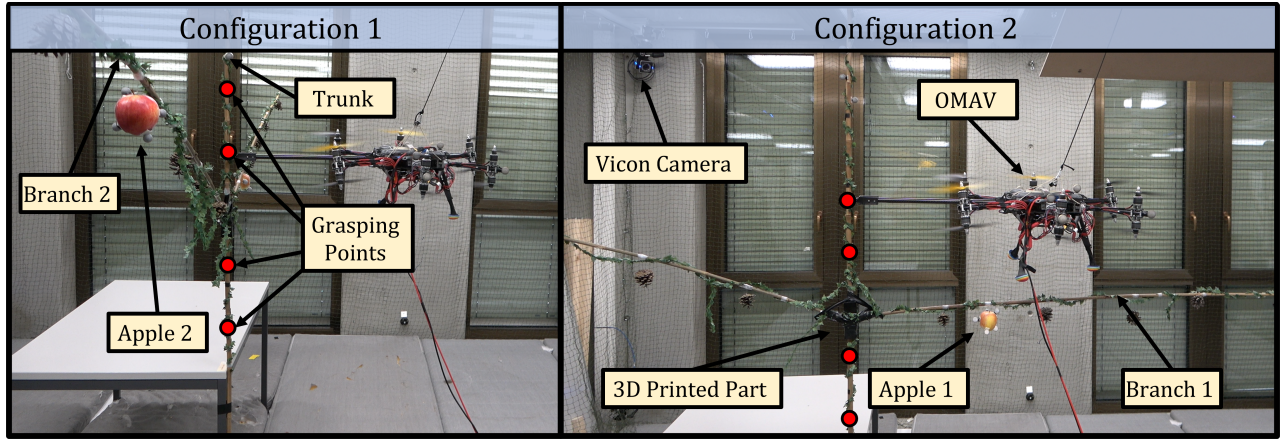 Configuration 1
Configuration 2
Trunk
Branch 2
Grasping
Points
Apple 2
OMAV
Vicon Camera
3D Printed Part
Apple 1
Branch 1